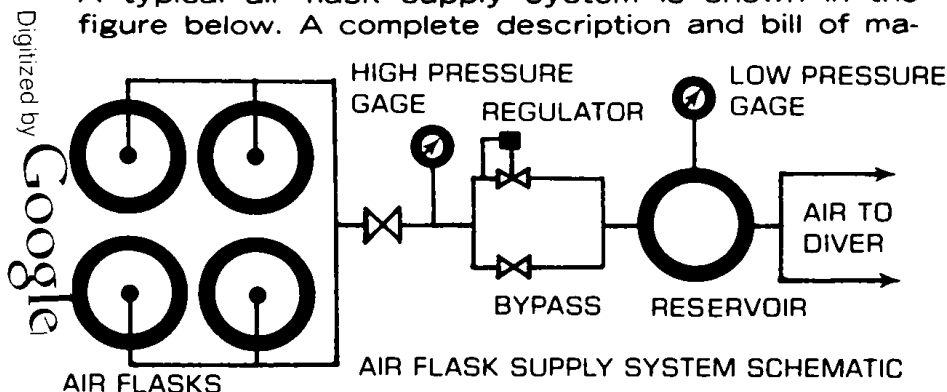 A typical air flask supply system is shown in the
figure below. A complete description and bill of ma-
HIGH PRESSURE
GAGE
REGULATOR
LOW PRESSURE
GAGE
AIR TO
DIVER
BYPASS
RESERVOIR
AIR FLASKS
AIR FLASK SUPPLY SYSTEM SCHEMATIC
Digitized by Google